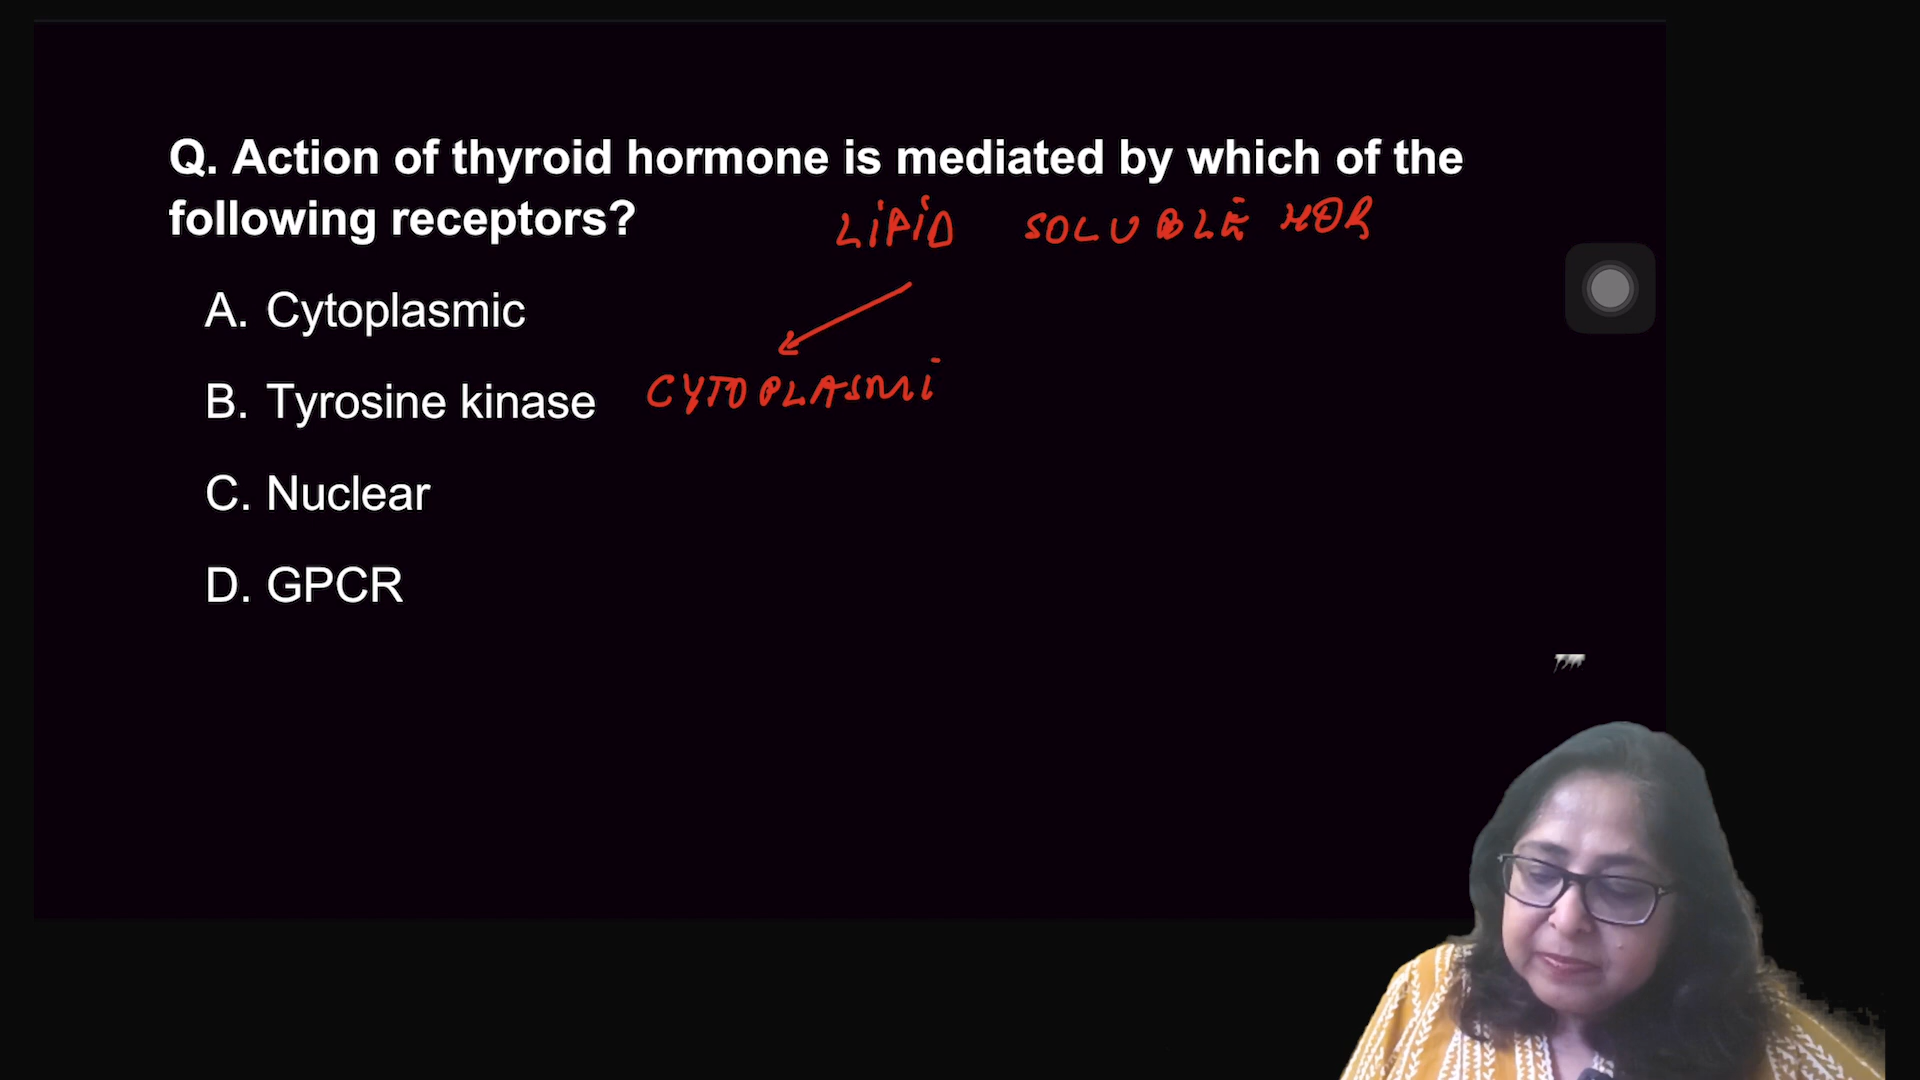 Q. Action of thyroid hormone is mediated by which of the
following receptors?
LIPID SOLUBLE HOR
A. Cytoplasmic
B. Tyrosine kinase
CYTOPLASMI
C. Nuclear
D. GPCR